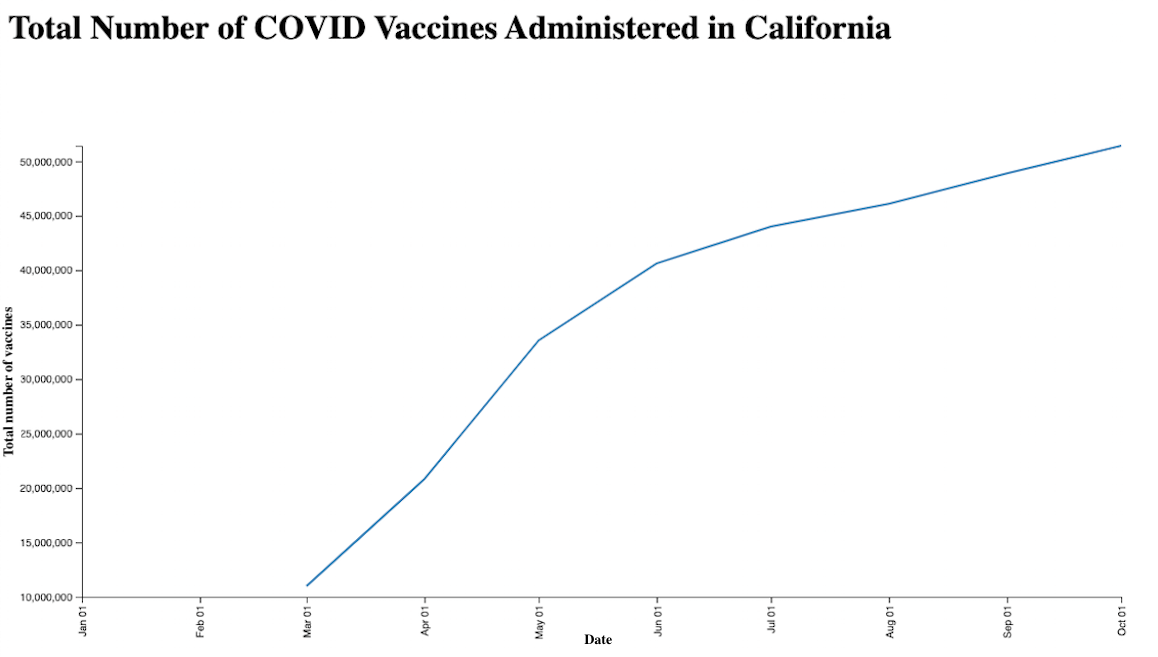 Total Number of COVID Vaccines Administered in California
50,000,000
45,000,000
40,000,000
35,000,000
30,000,000
25,000,000
20,000,000
15,000,000
10,000,000
Total number of vaccines
Jan 01
Feb 01
Mar 01
Apr 01
May 01
Jun 01
Jul 01
Aug 01
Sep 01
Oct 01
Date